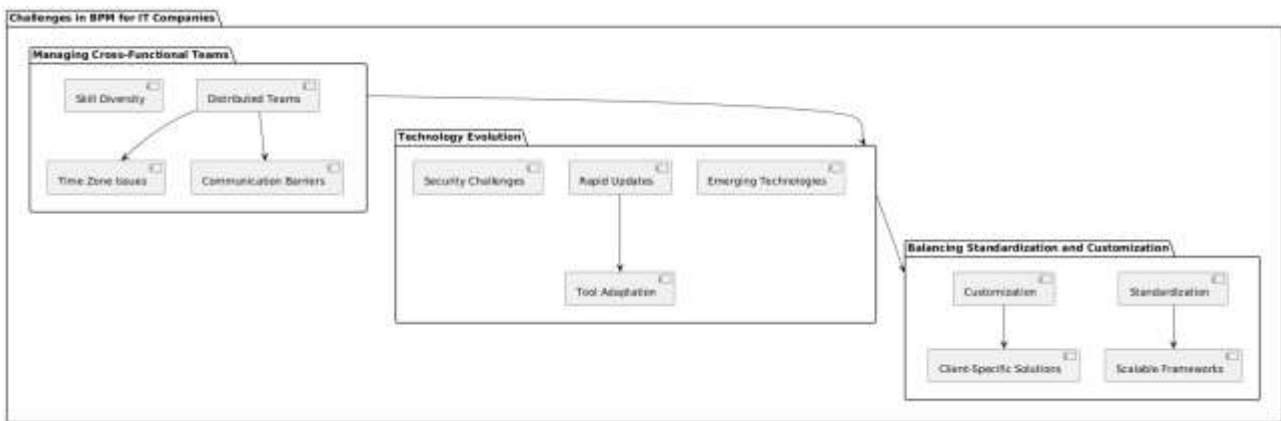 Challenges in BPM for IT Companies
Managing Cross-Functional Teams
Skill Diversity
Distributed Teams
Time Zone Issues
Communication Barriers
Technology Evolution
Security Challenges
Rapid Updates
Emerging Technologies
Tool Adaptation
Balancing Standardization and Customization
Customization
Standardization
Client-Specific Solutions
Scalable Frameworks